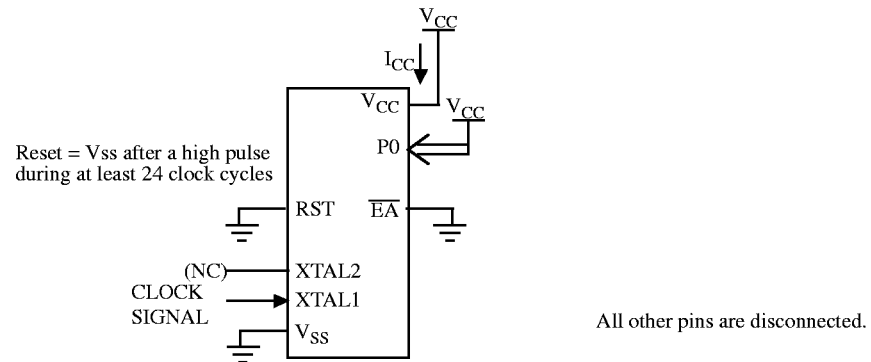 VCC
ICC
VCC
VCC
P0
Reset = Vss after a high pulse
during at least 24 clock cycles
RST
EA
(NC)
XTAL2
CLOCK
SIGNAL
XTAL1
VSS
All other pins are disconnected.